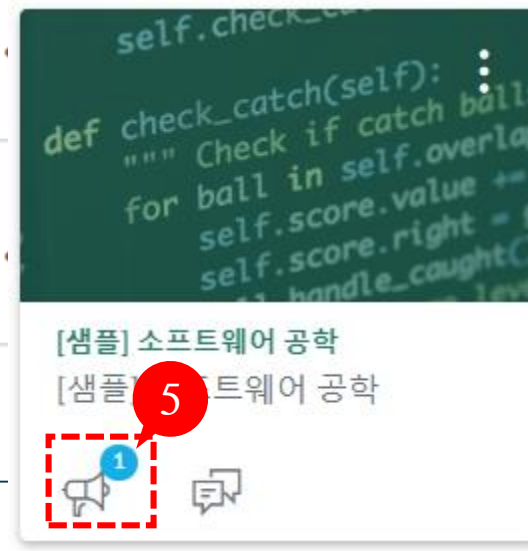 self.check_ca
def check_catch(self):
""" Check if catch ball
for ball in self.overla
self.score.value +=
self.score.right =
handle_caught(
[샘플] 소프트웨어 공학
[샘플] 트웨어 공학
5
1